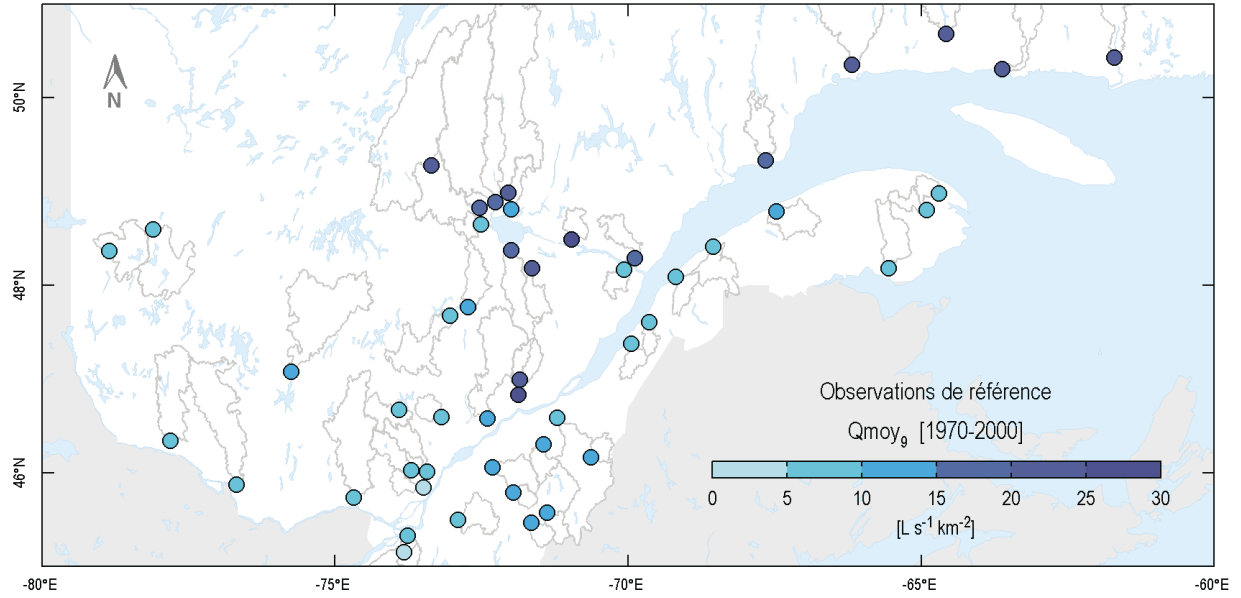 50°N
48°N
46°N
N
Observations de référence
Qmoy9 [1970-2000]
0 5 10 15 20 25 30
[L s-1 km-2]
-80°E -75°E -70°E -65°E -60°E